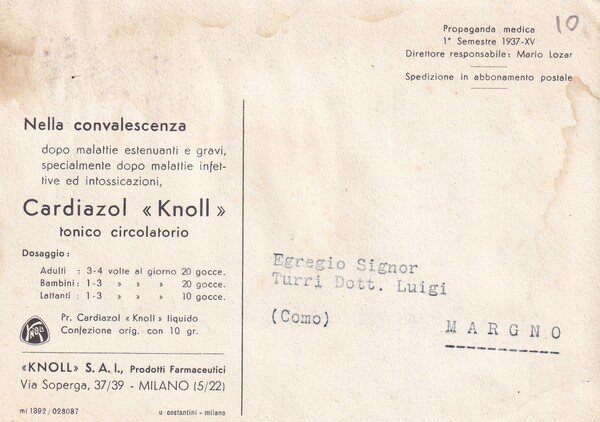 10
Propaganda medica
1° Semestre 1937-XV
Direttore responsabile: Mario Lozar
Spedizione in abbonamento postale
Nella convalescenza
dopo malattie estenuanti e gravi,
specialmente dopo malattie infet-
tive ed intossicazioni,
Cardiazol « Knoll »
tonico circolatorio
Dosaggio:
Adulti : 3-4 volte al giorno 20 gocce.
Bambini: 1-3 » » » 20 gocce.
Lattanti : 1-3 » » » 10 gocce.
KNOLL
Pr. Cardiazol « Knoll » liquido
Confezione orig. con 10 gr.
«KNOLL» S. A. I., Prodotti Farmaceutici
Via Soperga, 37/39 - MILANO (5/22)
mi 1392 / 028087
u costantini - milano
Egregio Signor
Turri Dott. Luigi
(Como)
MARGNO